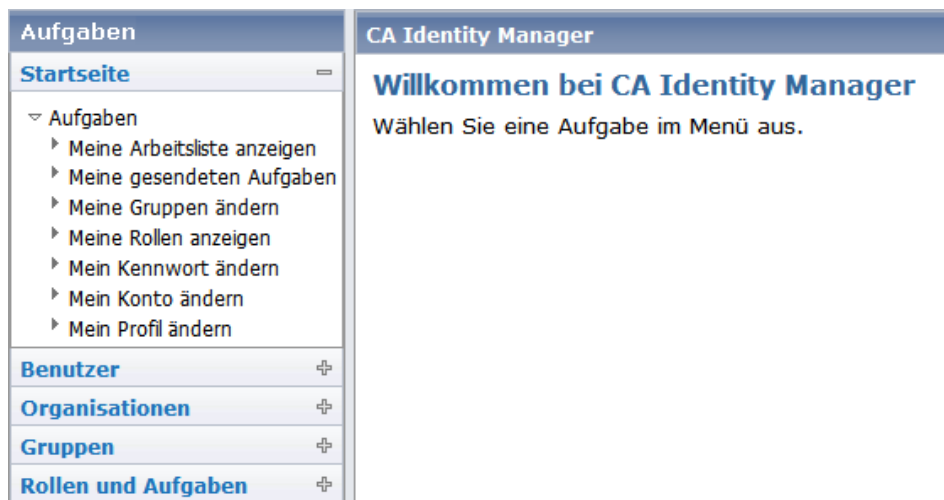 Aufgaben
Startseite
Aufgaben
Meine Arbeitsliste anzeigen
Meine gesendeten Aufgaben
Meine Gruppen ändern
Meine Rollen anzeigen
Mein Kennwort ändern
Mein Konto ändern
Mein Profil ändern
Benutzer
Organisationen
Gruppen
Rollen und Aufgaben
CA Identity Manager
Willkommen bei CA Identity Manager
Wählen Sie eine Aufgabe im Menü aus.